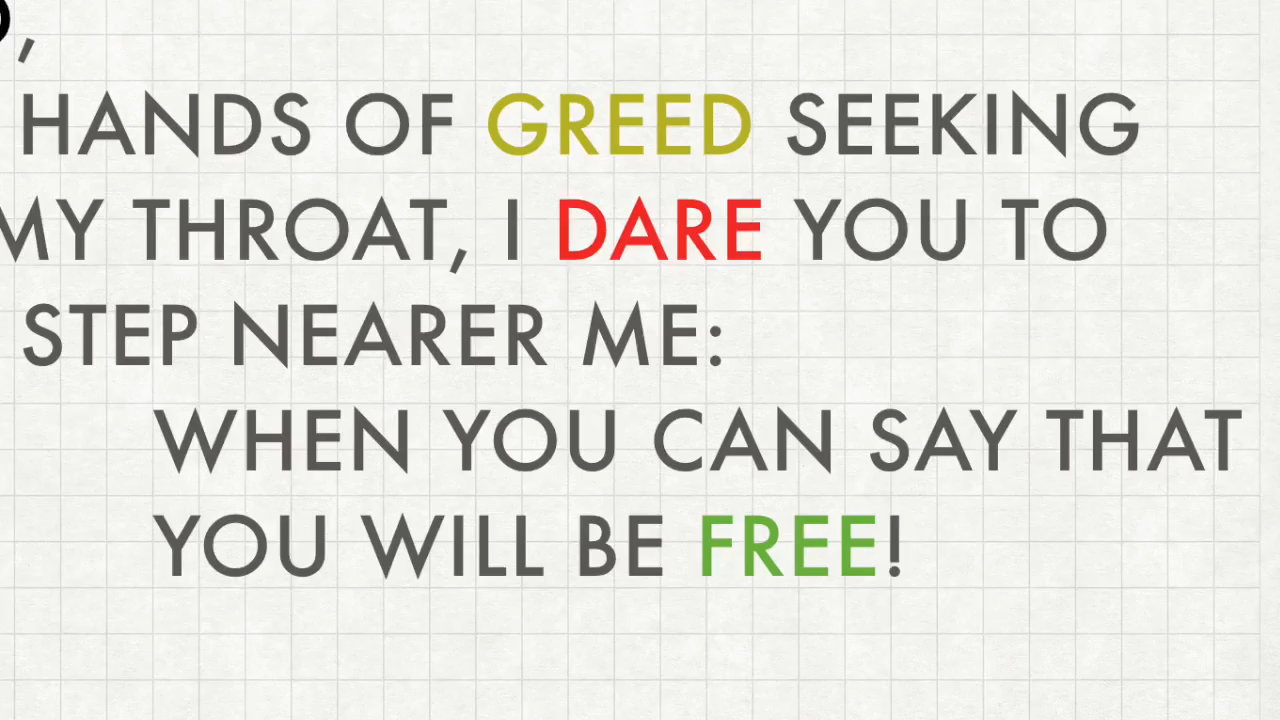 ,
HANDS OF GREED SEEKING
MY THROAT, I DARE YOU TO
STEP NEARER ME:
WHEN YOU CAN SAY THAT
YOU WILL BE FREE!